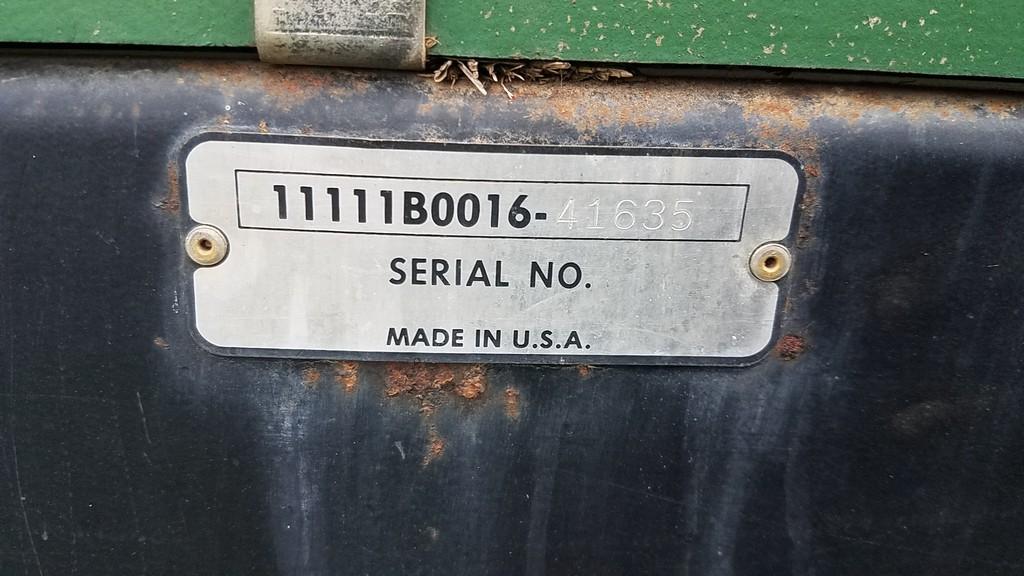 11111B0016-41635
SERIAL NO.
MADE IN U.S.A.